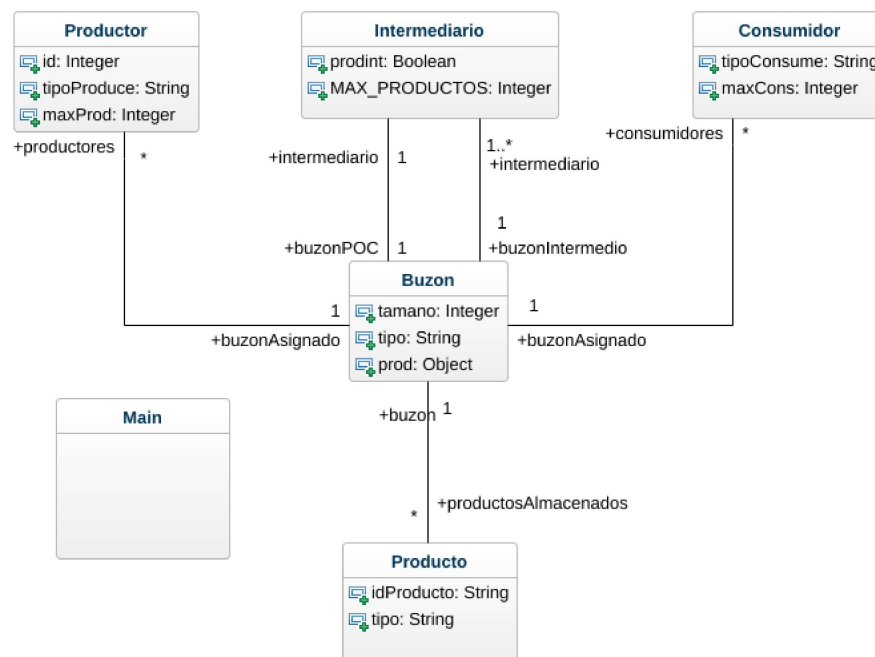 Productor
id: Integer
tipoProduce: String
maxProd: Integer
Intermediario
prodint: Boolean
MAX_PRODUCTOS: Integer
Consumidor
tipoConsume: String
maxCons: Integer
+productores
*
+intermediario
1
1..*
+intermediario
+consumidores
*
+buzonPOC
1
1
+buzonIntermedio
1
+buzonAsignado
Buzon
tamano: Integer
tipo: String
prod: Object
1
+buzonAsignado
Main
+buzon
1
+productosAlmacenados
*
Producto
idProducto: String
tipo: String